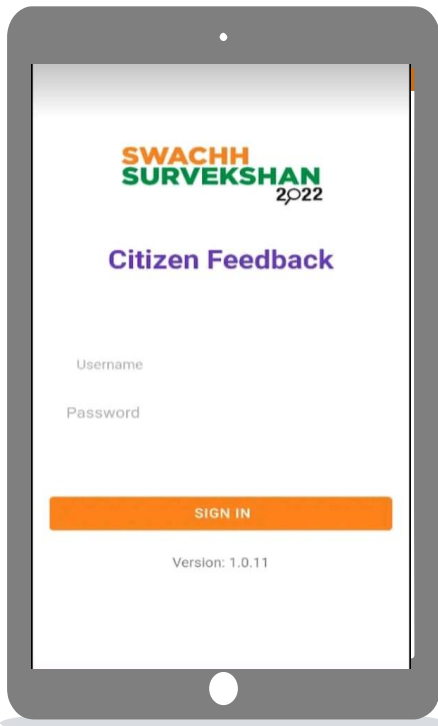 SWACHH
SURVEKSHAN
2022
Citizen Feedback
Username
Password
SIGN IN
Version: 1.0.11